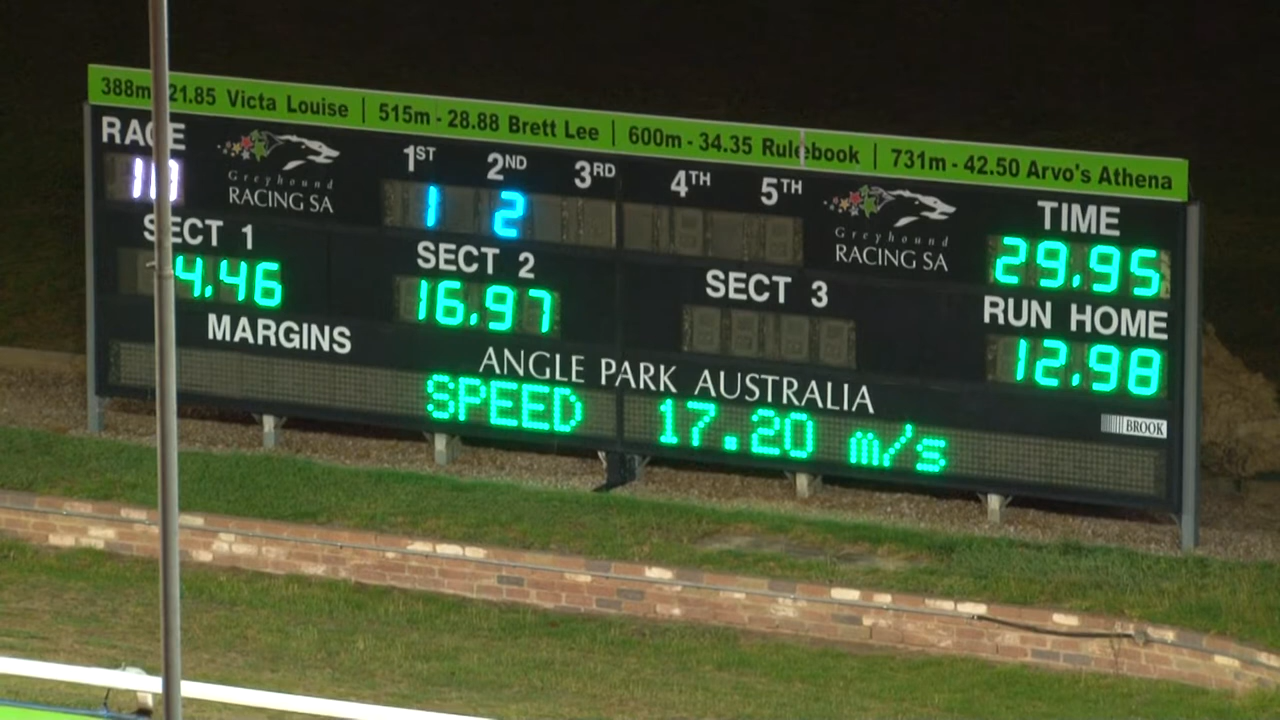 388m - 21.85 Victa Louise | 515m - 28.88 Brett Lee | 600m - 34.35 Rulebook | 731m - 42.50 Arvo's Athena
RACE
Greyhound
RACING SA
1ST 2ND 3RD 4TH 5TH
1 2
Greyhound
RACING SA
TIME
29.95
SECT 1
4.46
SECT 2
16.97
SECT 3
RUN HOME
12.98
MARGINS
ANGLE PARK AUSTRALIA
SPEED 17.20 m/s
BROOK